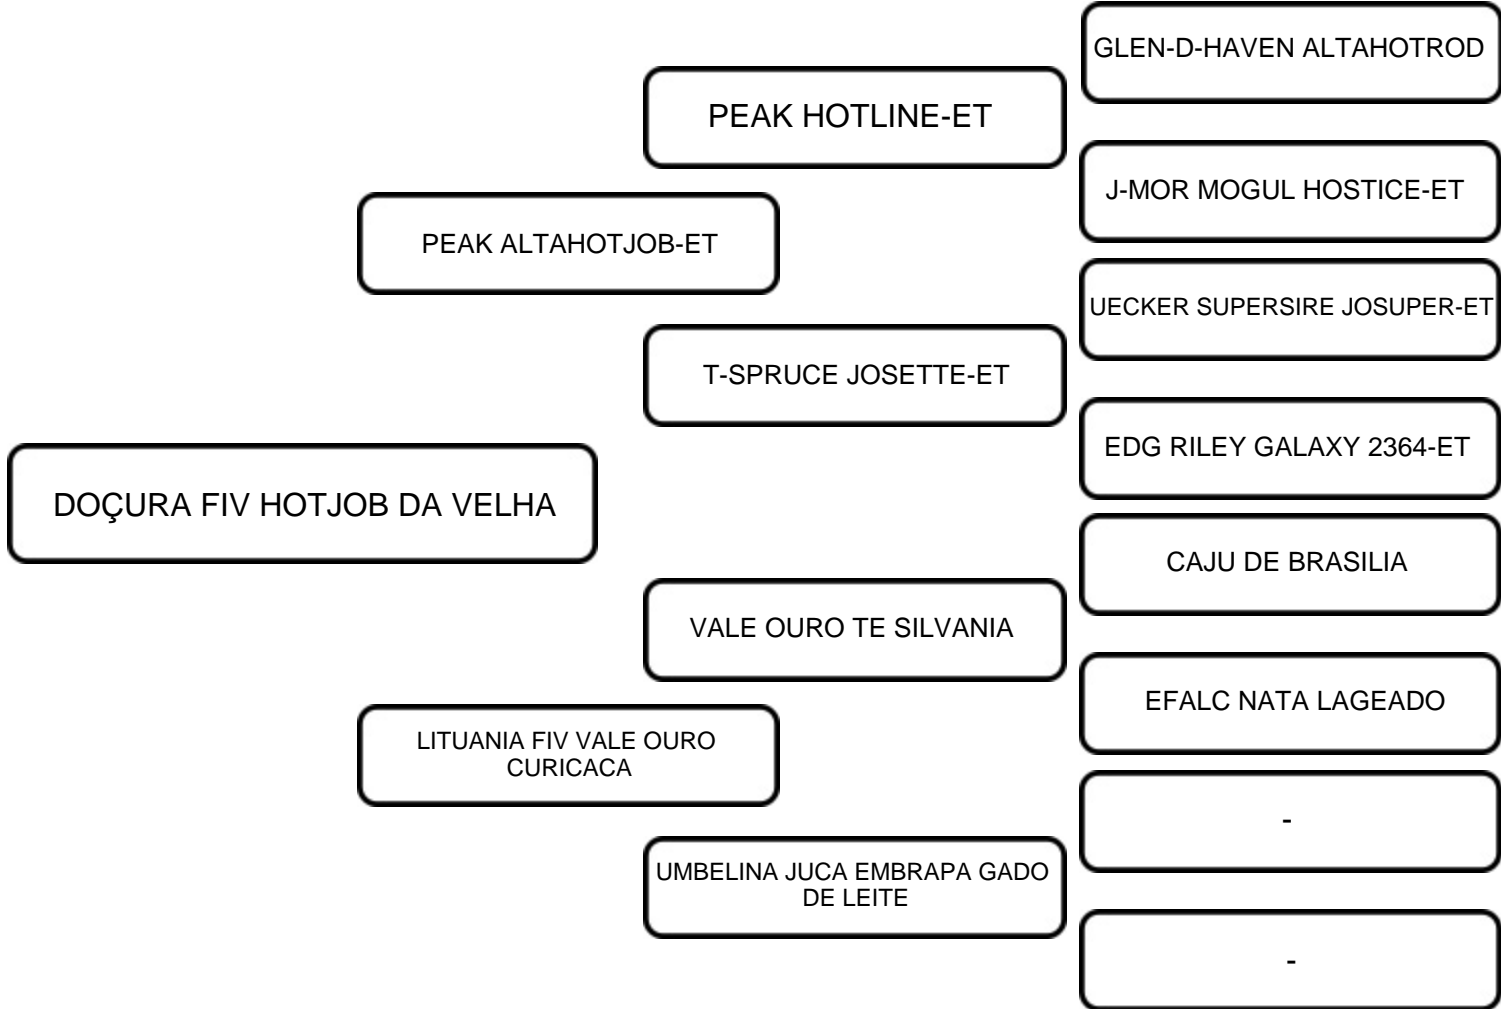 GLEN-D-HAVEN ALTAHOTROD
PEAK HOTLINE-ET
J-MOR MOGUL HOSTICE-ET
PEAK ALTAHOTJOB-ET
UECKER SUPERSIRE JOSUPER-ET
T-SPRUCE JOSETTE-ET
EDG RILEY GALAXY 2364-ET
DOÇURA FIV HOTJOB DA VELHA
CAJU DE BRASILIA
VALE OURO TE SILVANIA
EFALC NATA LAGEADO
LITUANIA FIV VALE OURO
CURICACA
-
UMBELINA JUCA EMBRAPA GADO
DE LEITE
-